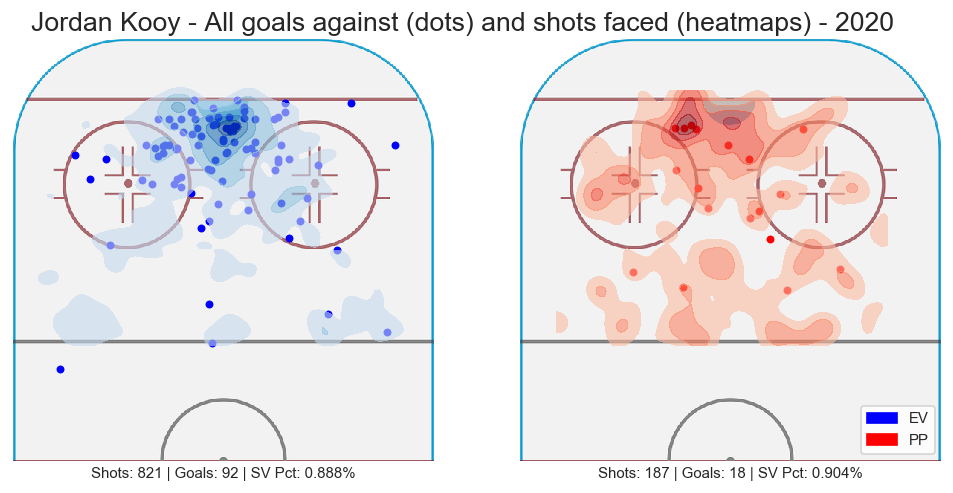 Jordan Kooy - All goals against (dots) and shots faced (heatmaps) - 2020
EV
PP
Shots: 821 | Goals: 92 | SV Pct: 0.888%
Shots: 187 | Goals: 18 | SV Pct: 0.904%